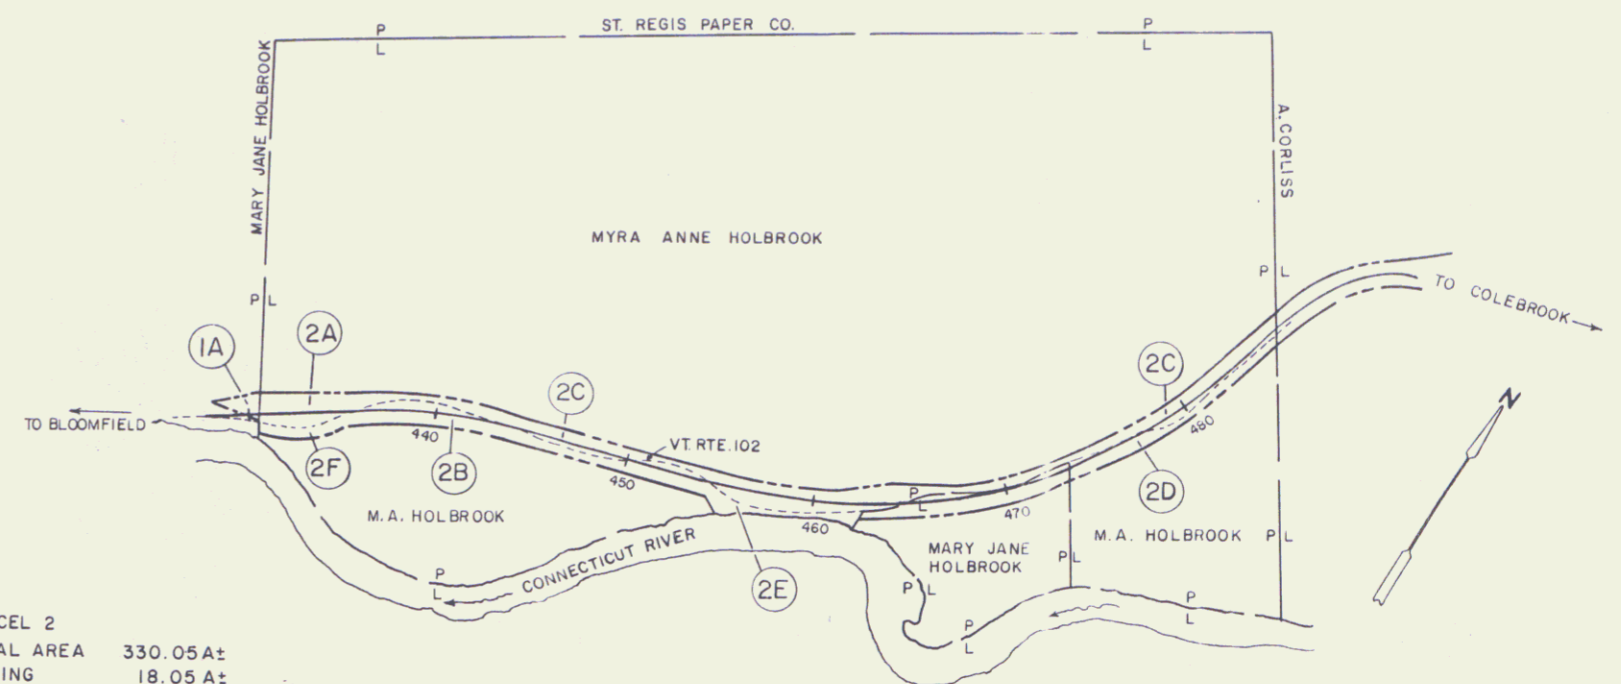 ST. REGIS PAPER CO.
P
L
P
L
MARY JANE HOLBROOK
A. CORLISS
MYRA ANNE HOLBROOK
P L
P L
TO COLEBROOK
N
1A
2A
2C
2C
TO BLOOMFIELD
440
2F
2B
VT. RTE. 102
450
480
2D
P
L
470
460
M.A. HOLBROOK
MARY JANE
HOLBROOK
P L
M.A. HOLBROOK
P L
CONNECTICUT RIVER
P
L
2E
P L
P
L
P
L
CEL 2
AL AREA 330.05 A±
ING 18.05 A±